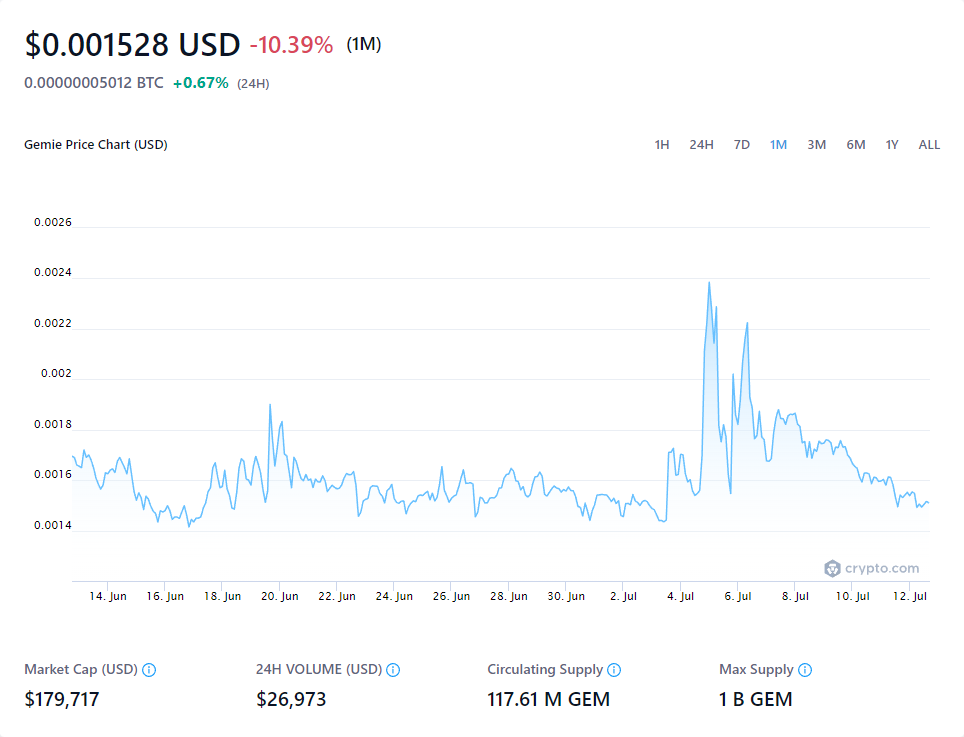 $0.001528 USD -10.39% (1M)
0.00000005012 BTC +0.67% (24H)
Gemie Price Chart (USD) 1H 24H 7D 1M 3M 6M 1Y ALL
0.0026
0.0024
0.0022
0.002
0.0018
0.0016
0.0014
crypto.com
14. Jun 16. Jun 18. Jun 20. Jun 22. Jun 24. Jun 26. Jun 28. Jun 30. Jun 2. Jul 4. Jul 6. Jul 8. Jul 10. Jul 12. Jul
Market Cap (USD) 24H VOLUME (USD) Circulating Supply Max Supply
$179,717 $26,973 117.61 M GEM 1 B GEM